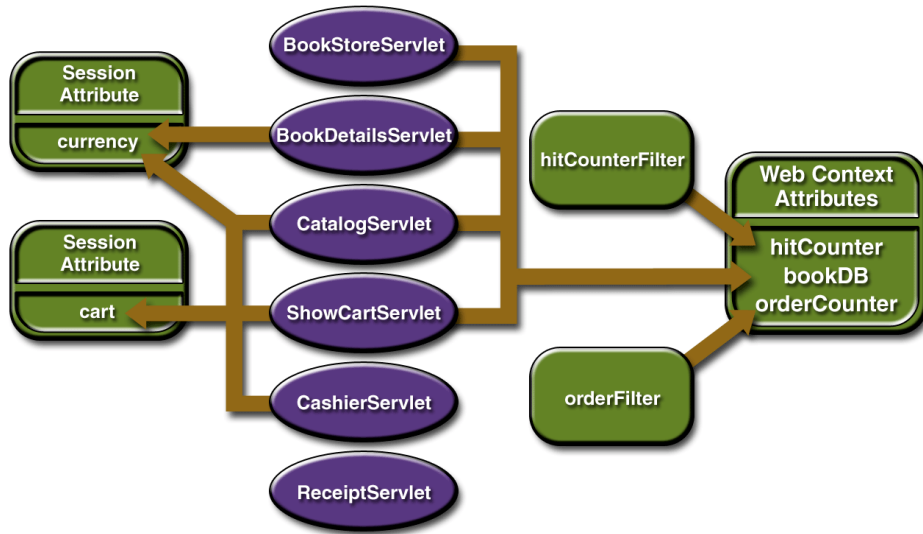 Session
Attribute
currency
Session
Attribute
cart
BookStoreServlet
BookDetailsServlet
CatalogServlet
ShowCartServlet
CashierServlet
ReceiptServlet
hitCounterFilter
orderFilter
Web Context
Attributes
hitCounter
bookDB
orderCounter